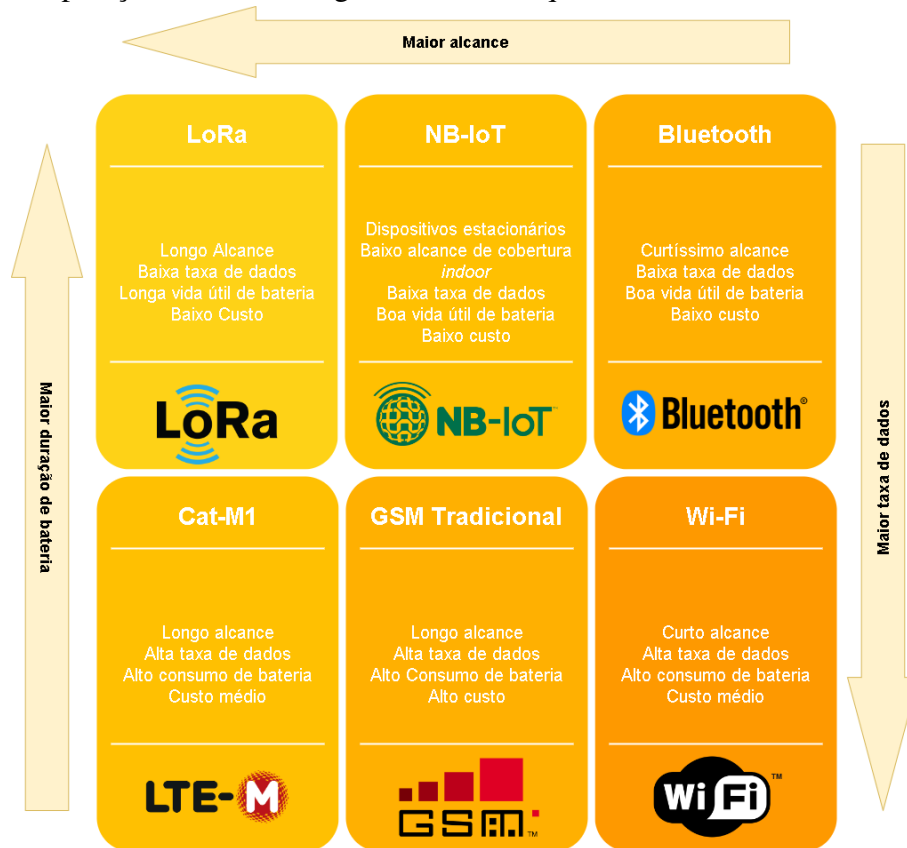 Maior alcance
LoRa
Longo Alcance
Baixa taxa de dados
Longa vida útil de bateria
Baixo Custo
LoRa
NB-IoT
Dispositivos estacionários
Baixo alcance de cobertura
indoor
Baixa taxa de dados
Boa vida útil de bateria
Baixo custo
NB-IoT
Bluetooth
Curtíssimo alcance
Baixa taxa de dados
Boa vida útil de bateria
Baixo custo
Bluetooth®
Maior duração de bateria
Maior taxa de dados
Cat-M1
Longo alcance
Alta taxa de dados
Alto consumo de bateria
Custo médio
LTE-M
GSM Tradicional
Longo alcance
Alta taxa de dados
Alto Consumo de bateria
Alto custo
GSM™
Wi-Fi
Curto alcance
Alta taxa de dados
Alto consumo de bateria
Custo médio
Wi Fi™